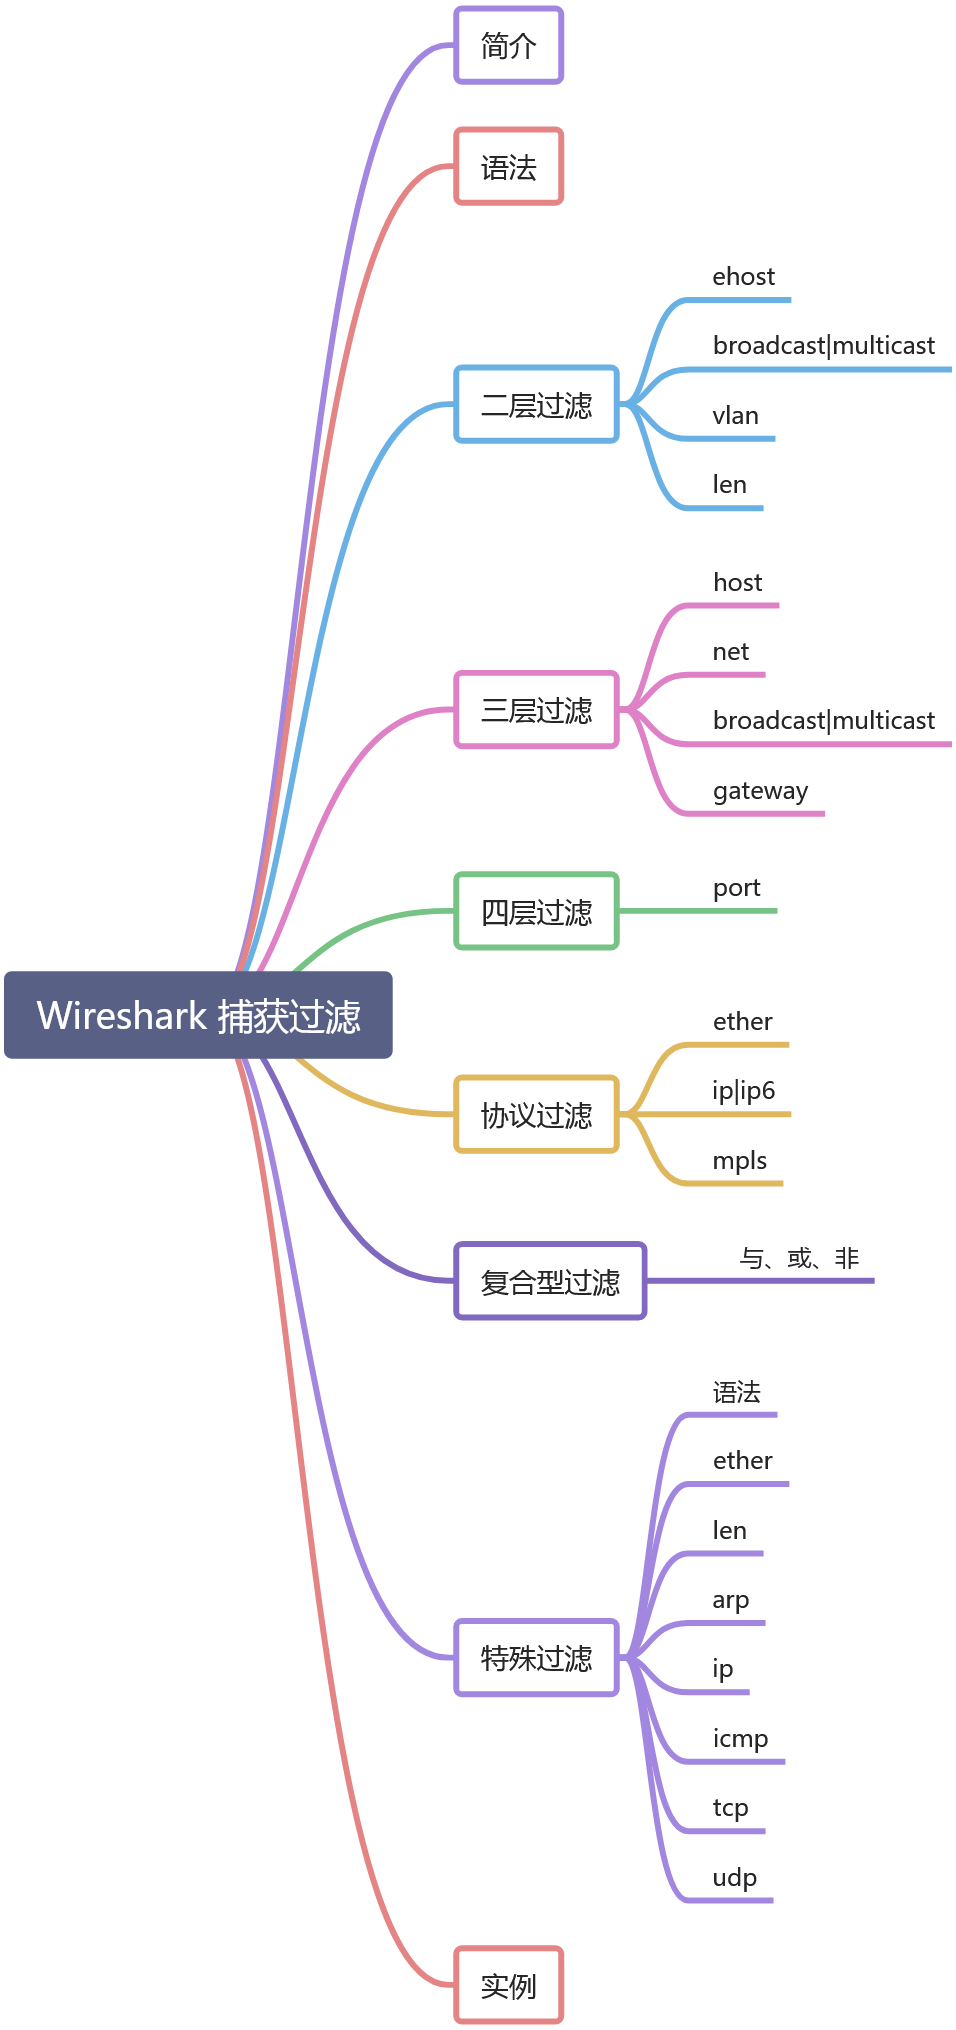 简介
语法
ehost
broadcast|multicast
二层过滤
vlan
len
host
net
三层过滤
broadcast|multicast
gateway
port
四层过滤
Wireshark 捕获过滤
ether
ip|ip6
协议过滤
mpls
与、或、非
复合型过滤
语法
ether
len
arp
特殊过滤
ip
icmp
tcp
udp
实例